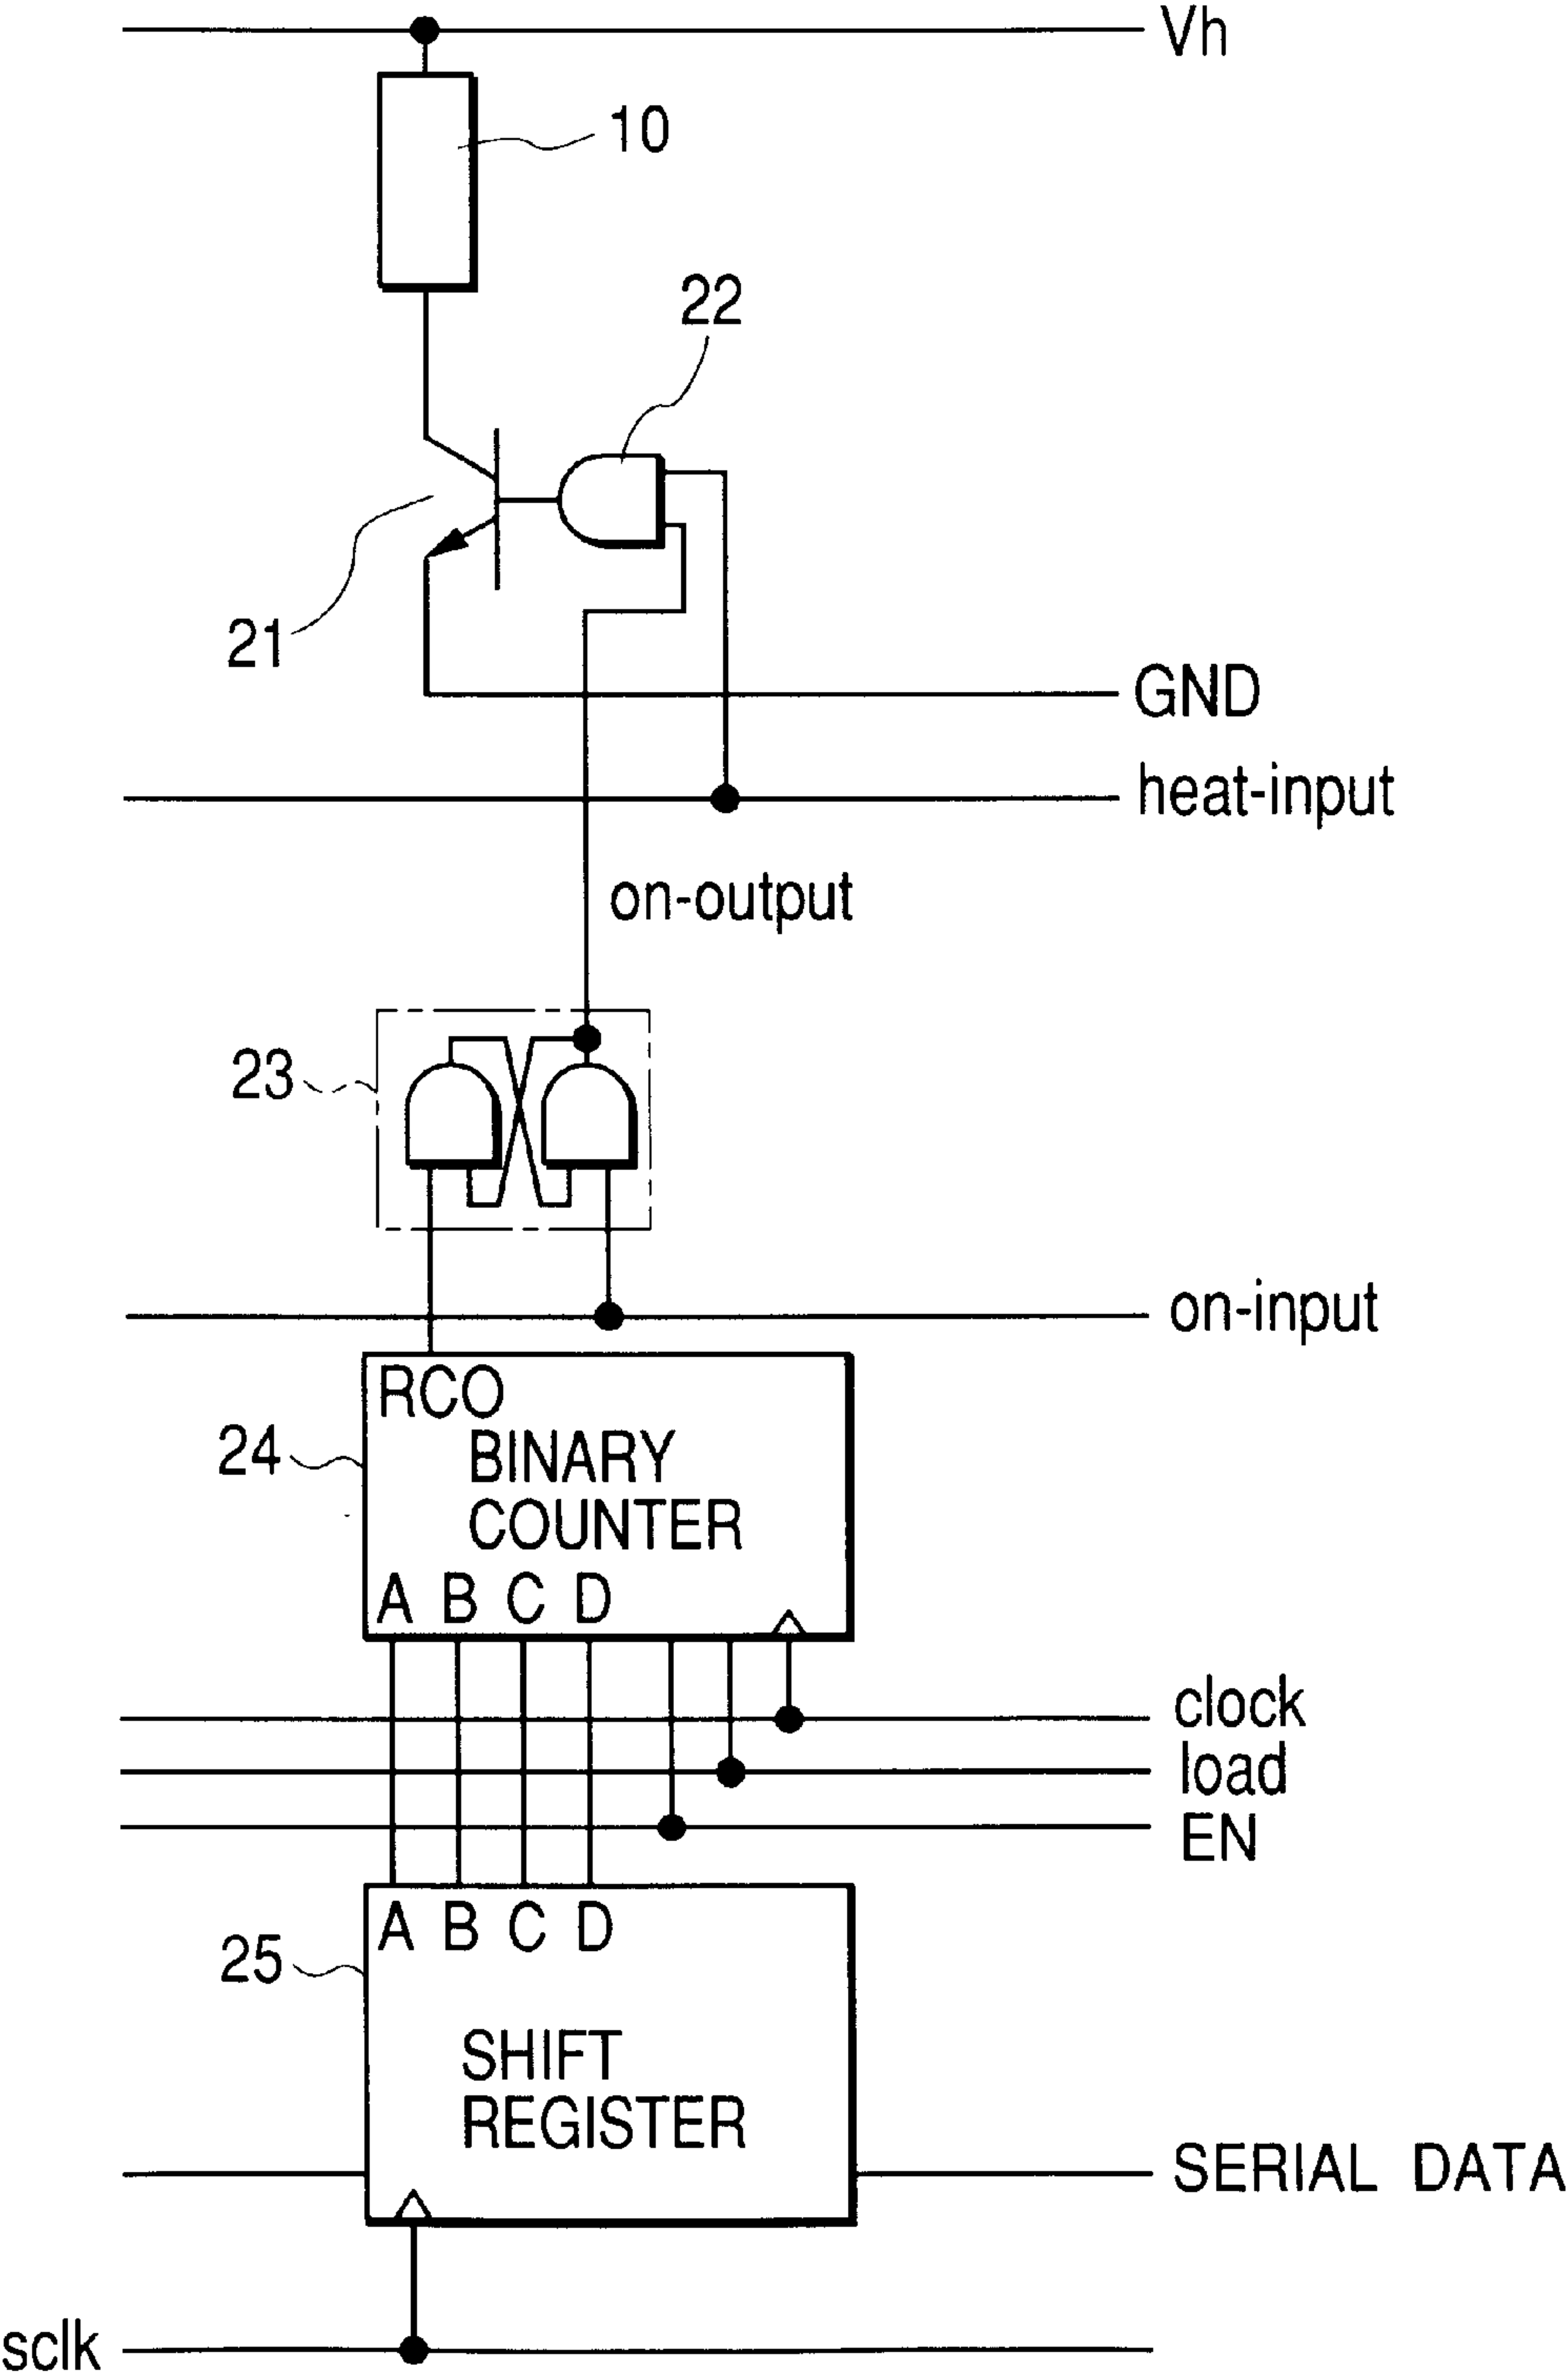 Vh
10
22
21
GND
heat-input
on-output
23
on-input
RCO
24
BINARY
COUNTER
A B C D
clock
load
EN
A B C D
25
SHIFT
REGISTER
SERIAL DATA
sclk